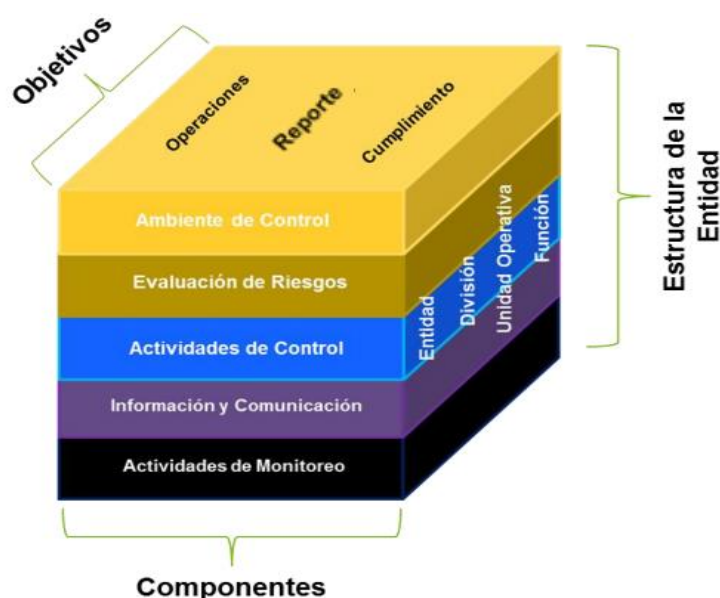 Objetivos
Operaciones
Reporte
Cumplimiento
Ambiente de Control
Evaluación de Riesgos
Actividades de Control
Información y Comunicación
Actividades de Monitoreo
Entidad
División
Unidad Operativa
Función
Estructura de la
Entidad
Componentes